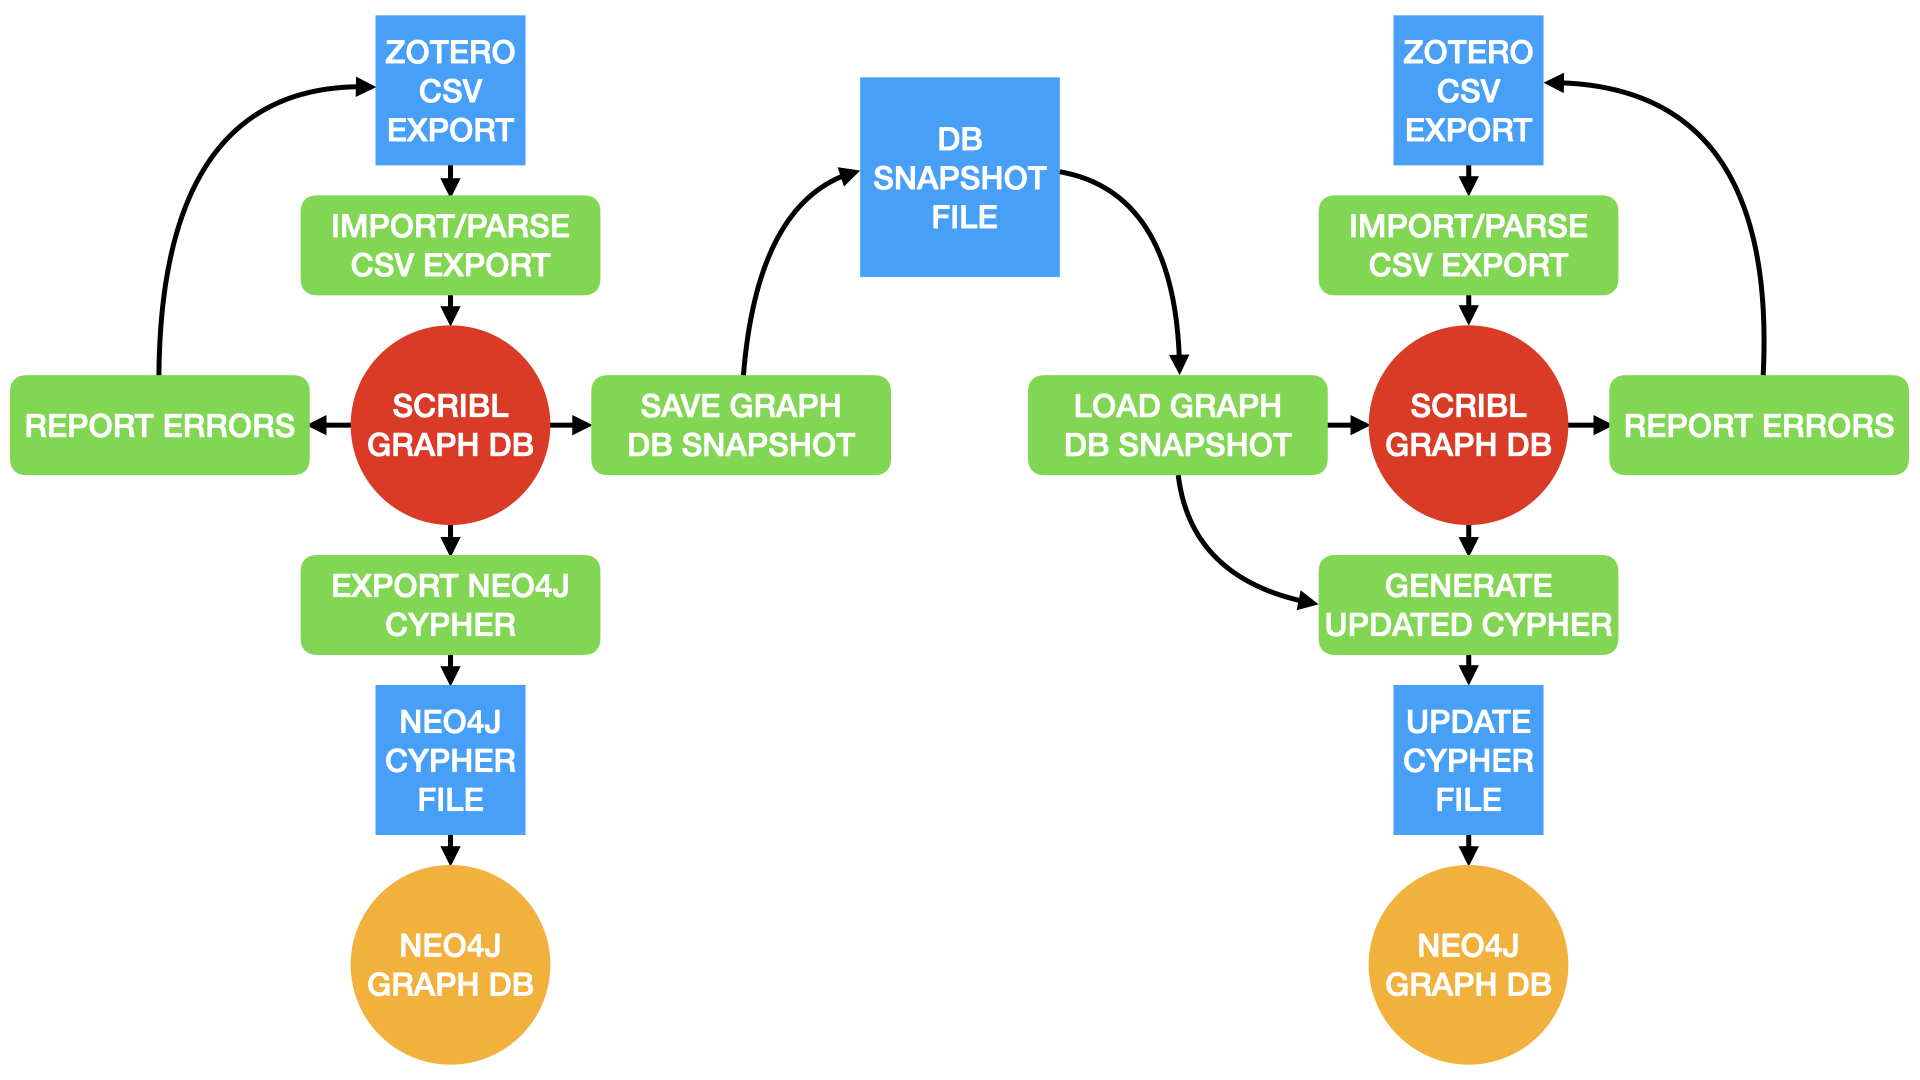 ZOTERO
CSV
EXPORT
IMPORT/PARSE
CSV EXPORT
REPORT ERRORS
SCRIBL
GRAPH DB
SAVE GRAPH
DB SNAPSHOT
EXPORT NEO4J
CYPHER
NEO4J
CYPHER
FILE
NEO4J
GRAPH DB
DB
SNAPSHOT
FILE
ZOTERO
CSV
EXPORT
IMPORT/PARSE
CSV EXPORT
LOAD GRAPH
DB SNAPSHOT
SCRIBL
GRAPH DB
REPORT ERRORS
GENERATE
UPDATED CYPHER
UPDATE
CYPHER
FILE
NEO4J
GRAPH DB